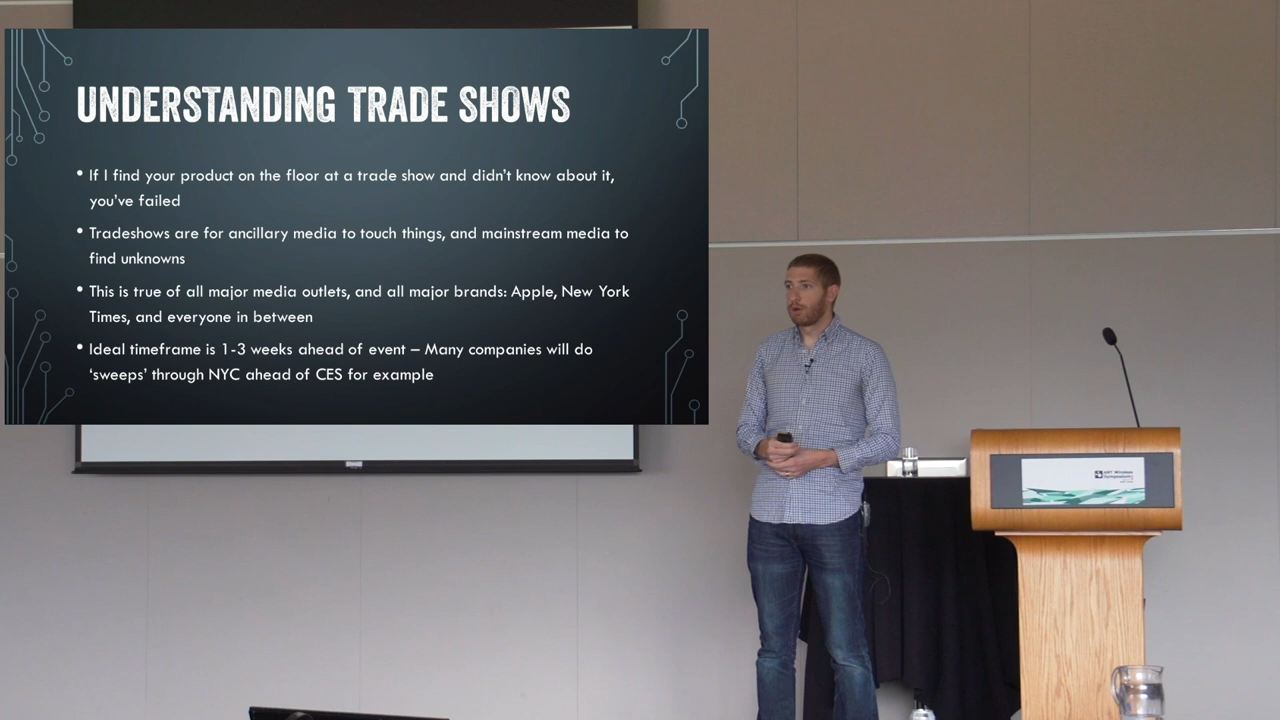 UNDERSTANDING TRADE SHOWS
• If I find your product on the floor at a trade show and didn't know about it,
you've failed
• Tradeshows are for ancillary media to touch things, and mainstream media to
find unknowns
• This is true of all major media outlets, and all major brands: Apple, New York
Times, and everyone in between
• Ideal timeframe is 1-3 weeks ahead of event – Many companies will do
‘sweeps’ through NYC ahead of CES for example
ANT Wireless
Symposium